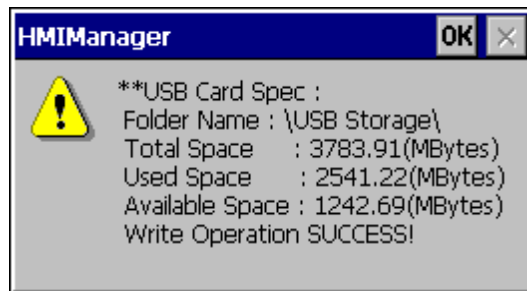 HMIManager OK
**USB Card Spec :
Folder Name : \USB Storage\
Total Space : 3783.91(MBytes)
Used Space : 2541.22(MBytes)
Available Space : 1242.69(MBytes)
Write Operation SUCCESS!